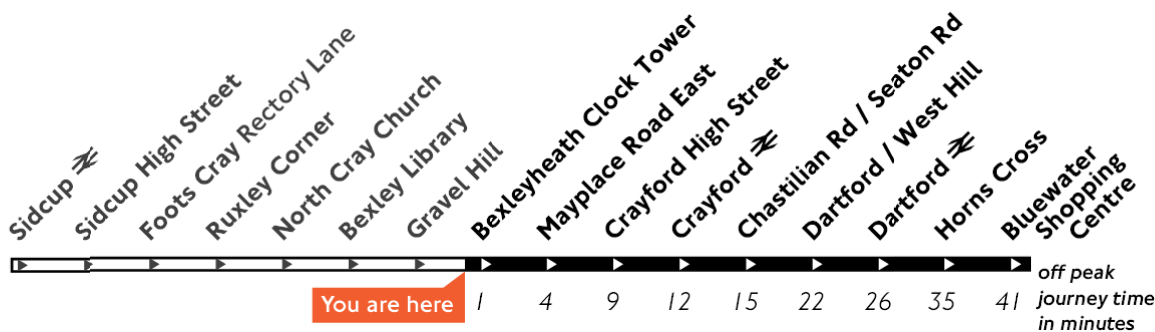 Sidcup
Sidcup High Street
Foots Cray Rectory Lane
Ruxley Corner
North Cray Church
Bexley Library
Gravel Hill
Bexleyheath Clock Tower
Mayplace Road East
Crayford High Street
Crayford
Chastilian Rd / Seaton Rd
Dartford / West Hill
Dartford
Horns Cross
Bluewater
Shopping
Centre
You are here
1 4 9 12 15 22 26 35 41
off peak
journey time
in minutes